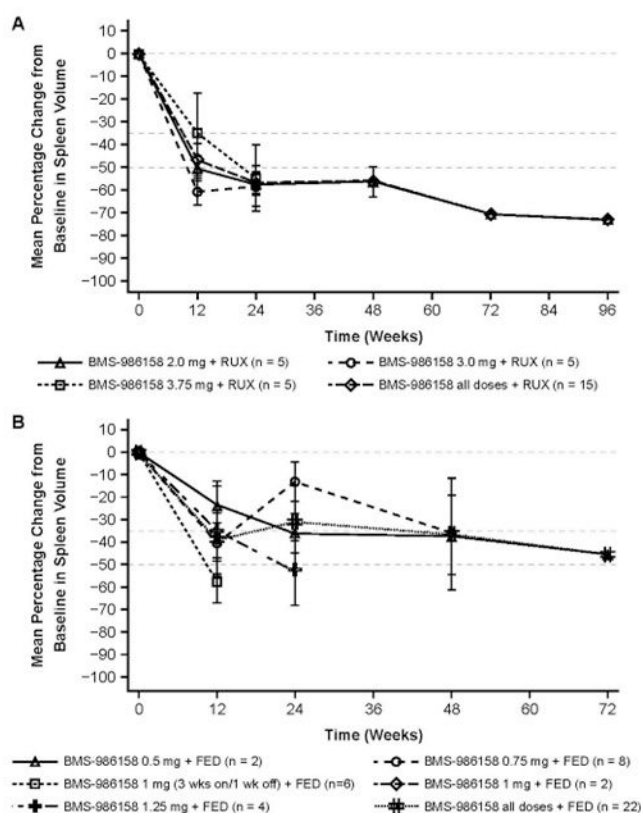 A
Mean Percentage Change from
Baseline in Spleen Volume
10
0
−10
−20
−30
−40
−50
−60
−70
−80
−90
−100
0 12 24 36 48 60 72 84 96
Time (Weeks)
BMS-986158 2.0 mg + RUX (n = 5) BMS-986158 3.0 mg + RUX (n = 5)
BMS-986158 3.75 mg + RUX (n = 5) BMS-986158 all doses + RUX (n = 15)
B
Mean Percentage Change from
Baseline in Spleen Volume
10
0
−10
−20
−30
−40
−50
−60
−70
−80
−90
−100
0 12 24 36 48 60 72
Time (Weeks)
BMS-986158 0.5 mg + FED (n = 2) BMS-986158 0.75 mg + FED (n = 8)
BMS-986158 1 mg (3 wks on/1 wk off) + FED (n=6) BMS-986158 1 mg + FED (n = 2)
BMS-986158 1.25 mg + FED (n = 4) BMS-986158 all doses + FED (n = 22)